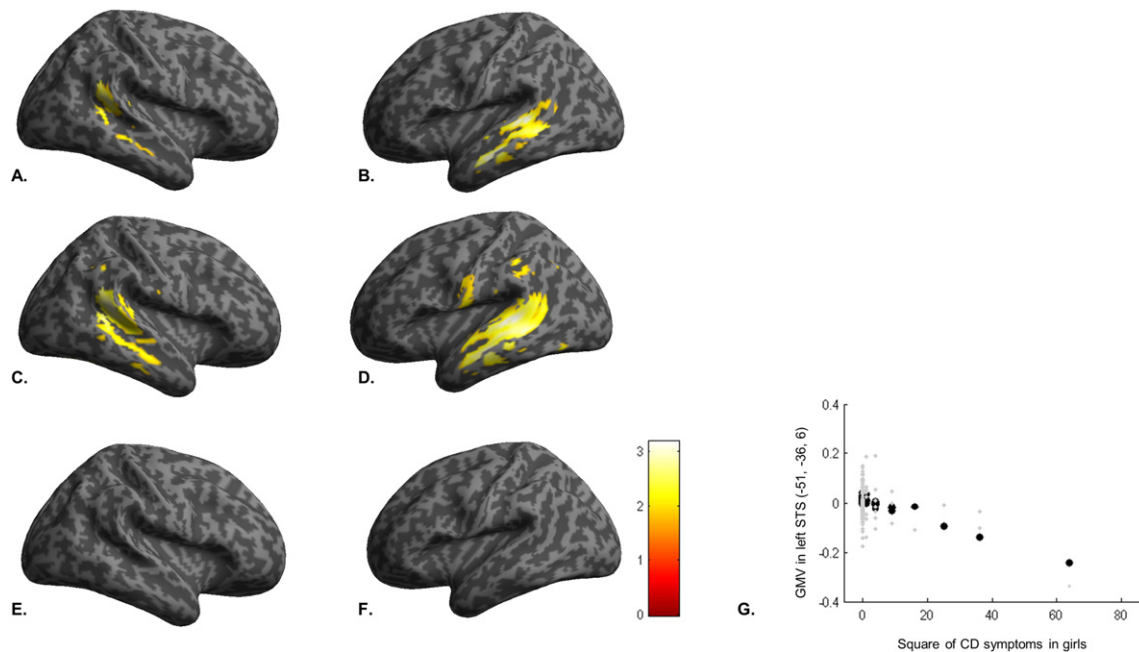 A.
B.
C.
D.
E.
F.
3
2
1
0
G.
GMV in left STS (-51, -36, 6)
0.4
0.2
0
-0.2
-0.4
0 20 40 60 80
Square of CD symptoms in girls